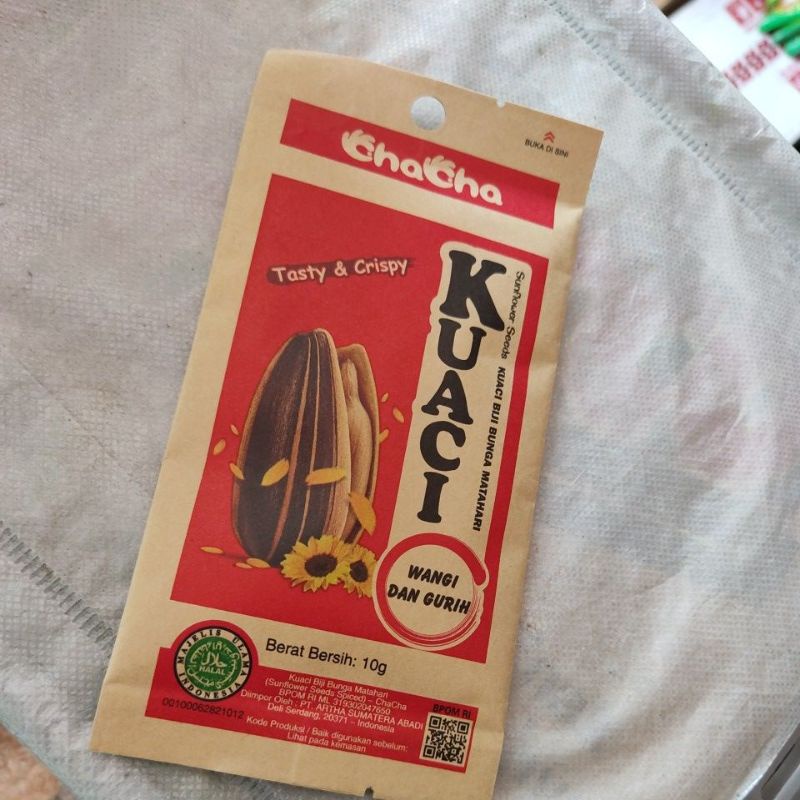 BUKA DI SINI
ChaCha
Tasty & Crispy
KUACI
Sunflower Seeds
KUACI BIJI BUNGA MATAHARI
WANGI
DAN GURIH
Berat Bersih: 10g
MAJELIS ULAMA INDONESIA
حلال
HALAL
00100062821012
Kuaci Biji Bunga Matahari
(Sunflower Seeds Spiced) – ChaCha
BPOM RI ML 319302047650
Diimpor Oleh : PT. ARTHA SUMATERA ABADI
Deli Serdang, 20371 – Indonesia
Kode Produksi / Baik digunakan sebelum:
Lihat pada kemasan
BPOM RI